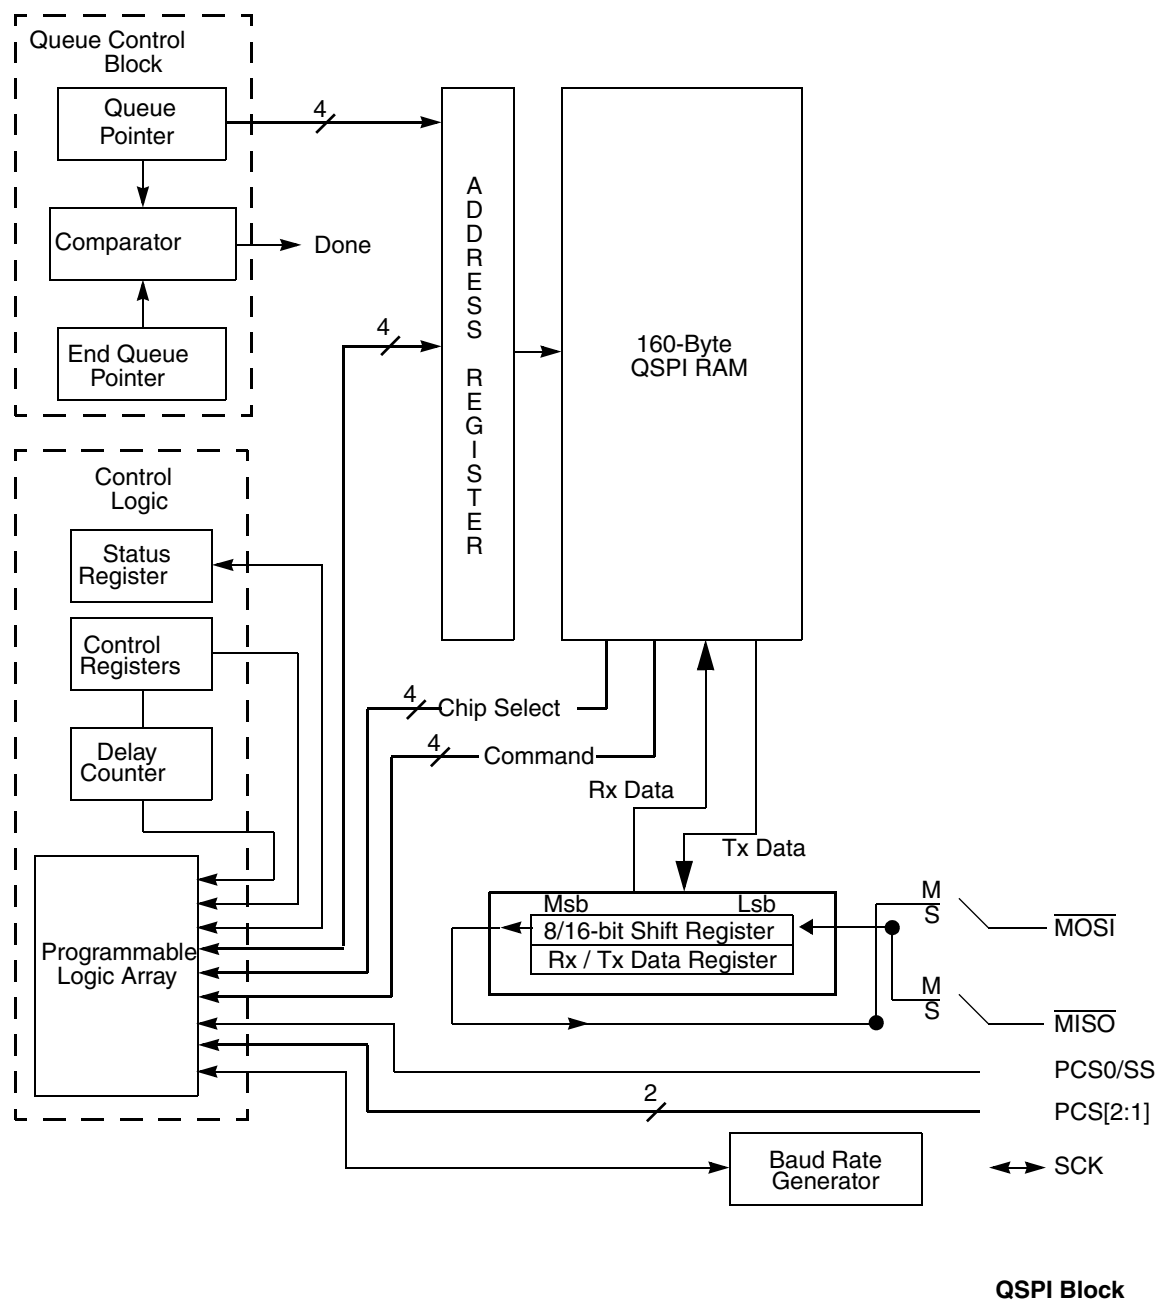 Queue Control
Block
Queue
Pointer
4
Comparator
Done
End Queue
Pointer
4
ADDRESS REGISTER
160-Byte
QSPI RAM
Control
Logic
Status
Register
Control
Registers
Delay
Counter
4
Chip Select
4
Command
Rx Data
Tx Data
Programmable
Logic Array
Msb
Lsb
8/16-bit Shift Register
Rx / Tx Data Register
M
S
MOSI
M
S
MISO
PCS0/SS
2
PCS[2:1]
Baud Rate
Generator
SCK
QSPI Block